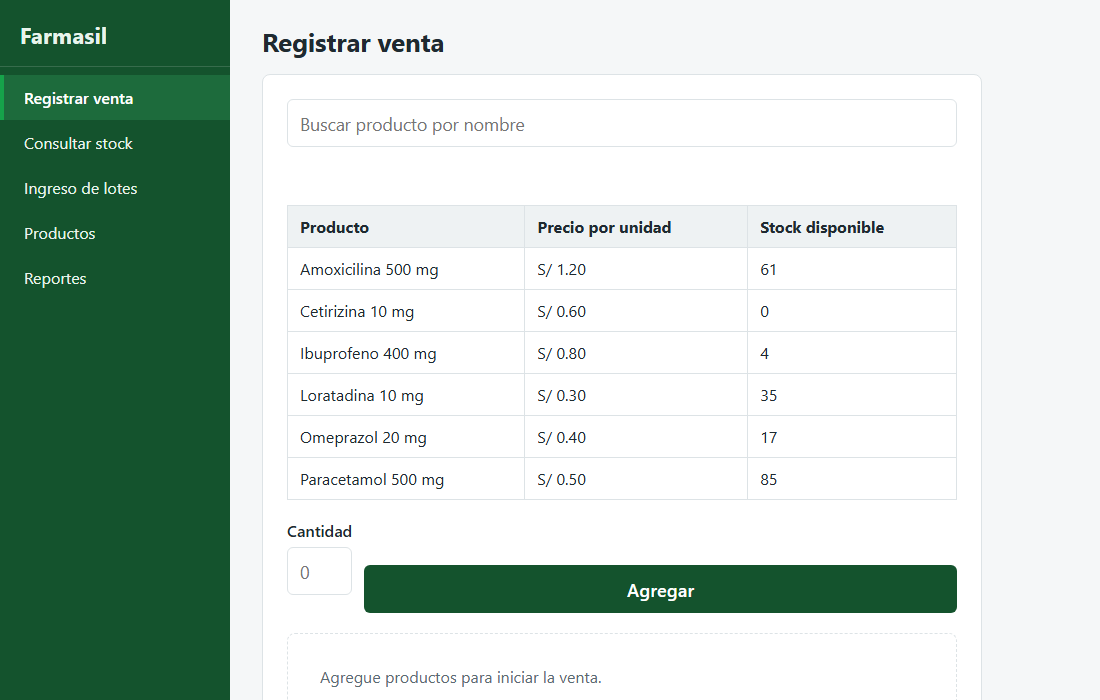 Farmasil
Registrar venta
Consultar stock
Ingreso de lotes
Productos
Reportes
Registrar venta
Buscar producto por nombre
Producto Precio por unidad Stock disponible
Amoxicilina 500 mg S/ 1.20 61
Cetirizina 10 mg S/ 0.60 0
Ibuprofeno 400 mg S/ 0.80 4
Loratadina 10 mg S/ 0.30 35
Omeprazol 20 mg S/ 0.40 17
Paracetamol 500 mg S/ 0.50 85
Cantidad
0
Agregar
Agregue productos para iniciar la venta.